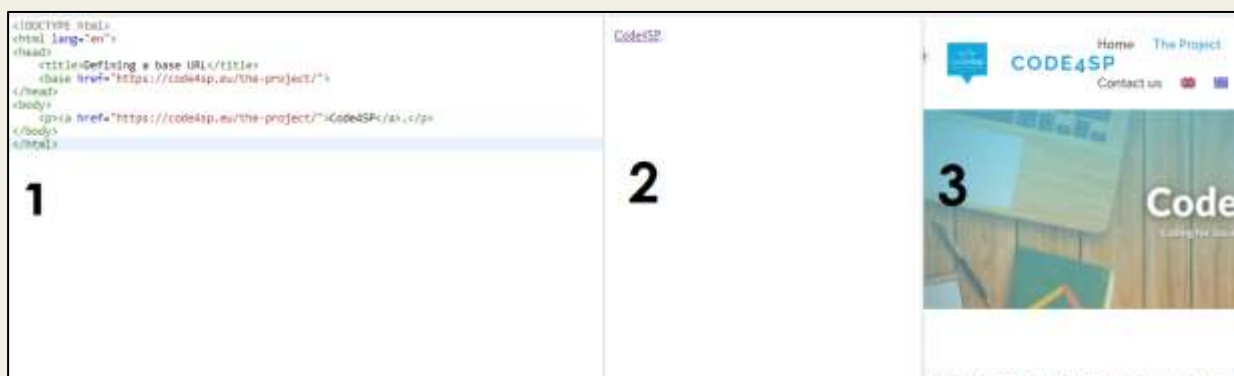 <!DOCTYPE html>
<html lang="en">
<head>
<title>Defining a base URL</title>
<base href="https://code4sp.eu/the-project/">
</head>
<body>
<p><a href="https://code4sp.eu/the-project/">Code4SP</a>.</p>
</body>
</html>
1
Code4SP.
2
CODE4SP
Home The Project
Contact us
3
Code
Coding for